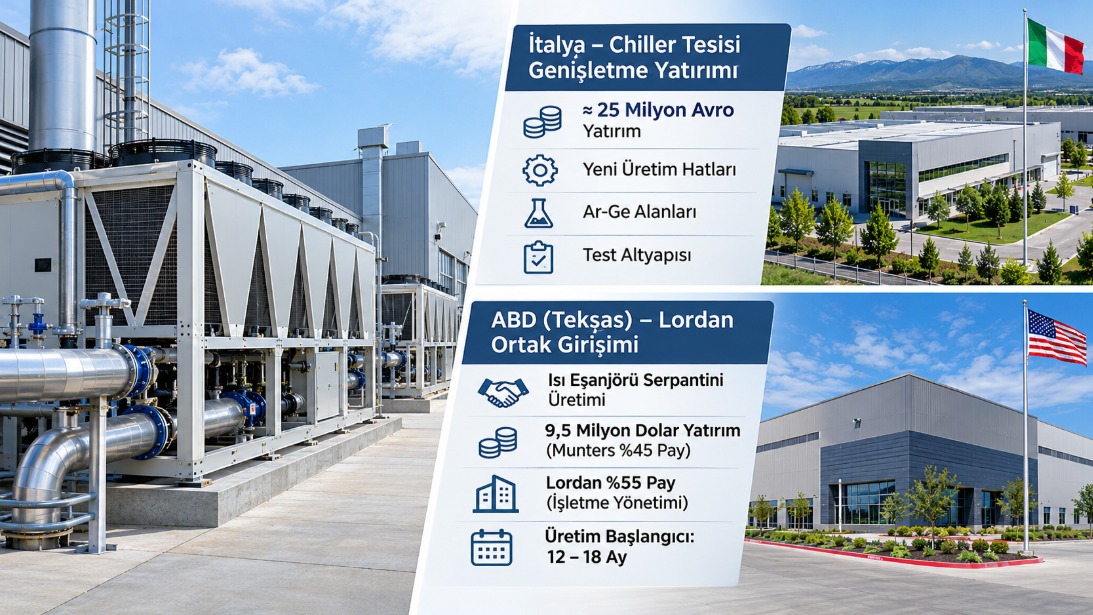 İtalya – Chiller Tesisi
Genişletme Yatırımı
≈ 25 Milyon Avro
Yatırım
Yeni Üretim Hatları
Ar-Ge Alanları
Test Altyapısı
ABD (Tekşas) – Lordan
Ortak Girişimi
Isı Eşanjörü Serpantini
Üretimi
9,5 Milyon Dolar Yatırım
(Munters %45 Pay)
Lordan %55 Pay
(İşletme Yönetimi)
Üretim Başlangıcı:
12 – 18 Ay